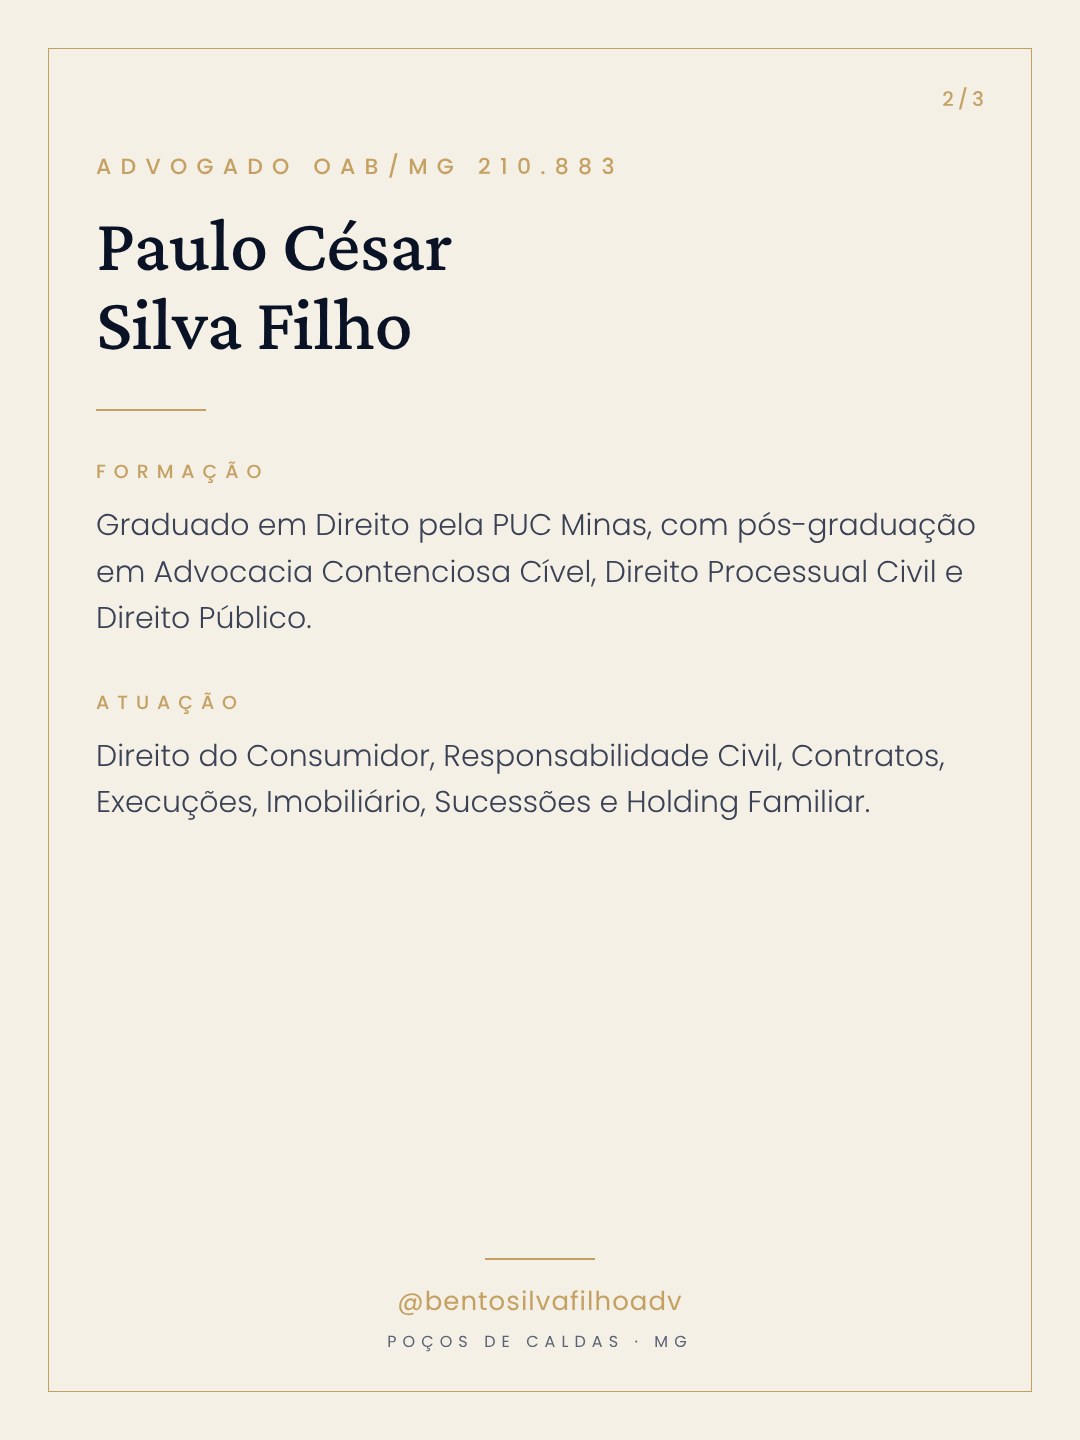 2/3
ADVOGADO OAB/MG 210.883
Paulo César
Silva Filho
FORMAÇÃO
Graduado em Direito pela PUC Minas, com pós-graduação
em Advocacia Contenciosa Cível, Direito Processual Civil e
Direito Público.
ATUAÇÃO
Direito do Consumidor, Responsabilidade Civil, Contratos,
Execuções, Imobiliário, Sucessões e Holding Familiar.
@bentosilvafilhoadv
POÇOS DE CALDAS · MG